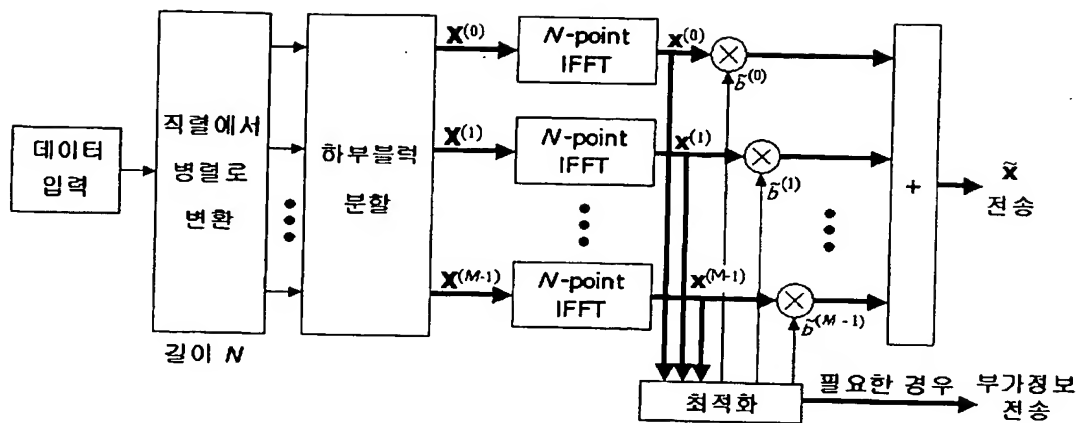 데이터
입력
직렬에서
병렬로
변환
길이 N
하부블럭
분할
X^(0)
N-point
IFFT
x^(0)
b̃^(0)
X^(1)
N-point
IFFT
x^(1)
b̃^(1)
X^(M-1)
N-point
IFFT
x^(M-1)
b̃^(M-1)
+
x̃
전송
최적화
필요한 경우
부가정보
전송